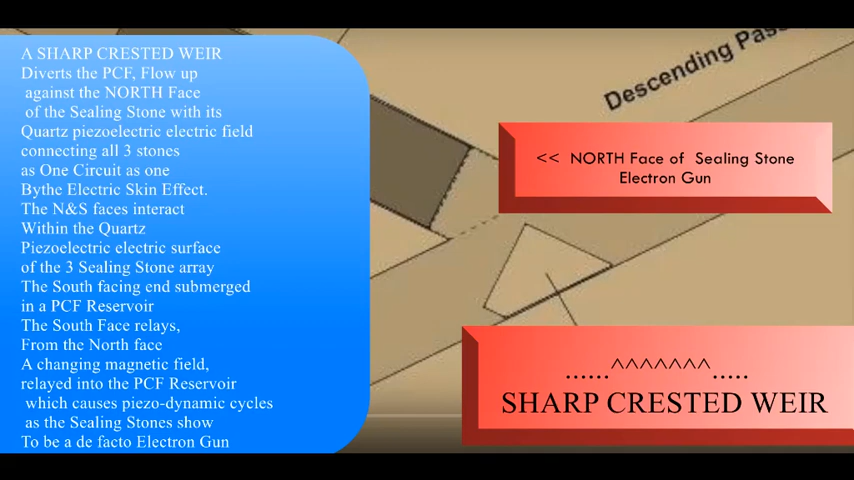 A SHARP CRESTED WEIR
Diverts the PCF, Flow up
against the NORTH Face
of the Sealing Stone with its
Quartz piezoelectric electric field
connecting all 3 stones
as One Circuit as one
Bythe Electric Skin Effect.
The N&S faces interact
Within the Quartz
Piezoelectric electric surface
of the 3 Sealing Stone array
The South facing end submerged
in a PCF Reservoir
The South Face relays,
From the North face
A changing magnetic field,
relayed into the PCF Reservoir
which causes piezo-dynamic cycles
as the Sealing Stones show
To be a de facto Electron Gun
Descending
<< NORTH Face of Sealing Stone
Electron Gun
......^^^^^^^.....
SHARP CRESTED WEIR